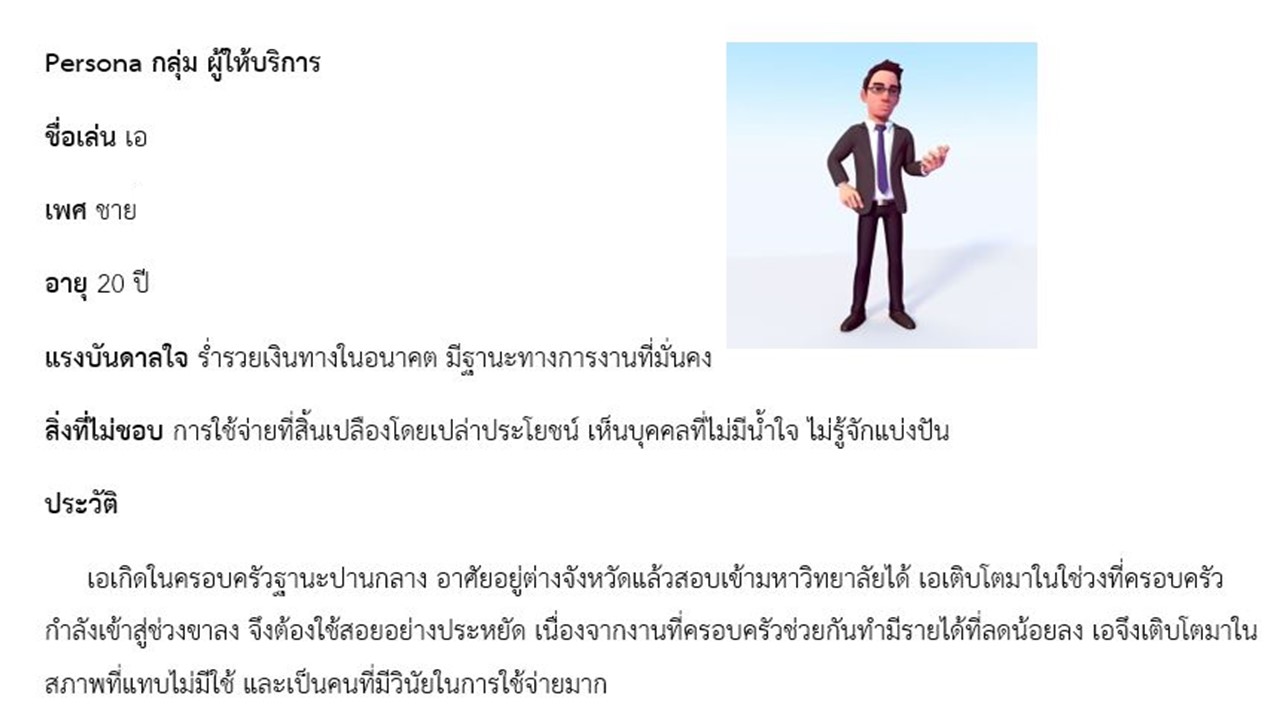 Persona กลุ่ม ผู้ให้บริการ
ชื่อเล่น เอ
เพศ ชาย
อายุ 20 ปี
แรงบันดาลใจ ร่ำรวยเงินทางในอนาคต มีฐานะทางการงานที่มั่นคง
สิ่งที่ไม่ชอบ การใช้จ่ายที่สิ้นเปลืองโดยเปล่าประโยชน์ เห็นบุคคลที่ไม่มีน้ำใจ ไม่รู้จักแบ่งปัน
ประวัติ
เอเกิดในครอบครัวฐานะปานกลาง อาศัยอยู่ต่างจังหวัดแล้วสอบเข้ามหาวิทยาลัยได้ เอเติบโตมาในใช่วงที่ครอบครัว
กำลังเข้าสู่ช่วงขาลง จึงต้องใช้สอยอย่างประหยัด เนื่องจากงานที่ครอบครัวช่วยกันทำมีรายได้ที่ลดน้อยลง เอจึงเติบโตมาใน
สภาพที่แทบไม่มีใช้ และเป็นคนที่มีวินัยในการใช้จ่ายมาก